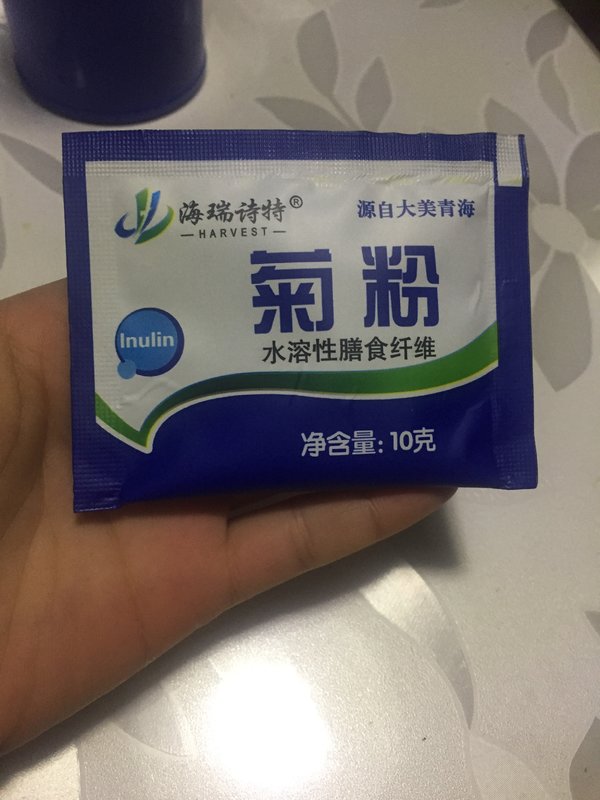 海瑞诗特®
—HARVEST—
源自大美青海
菊粉
Inulin
水溶性膳食纤维
净含量:10克